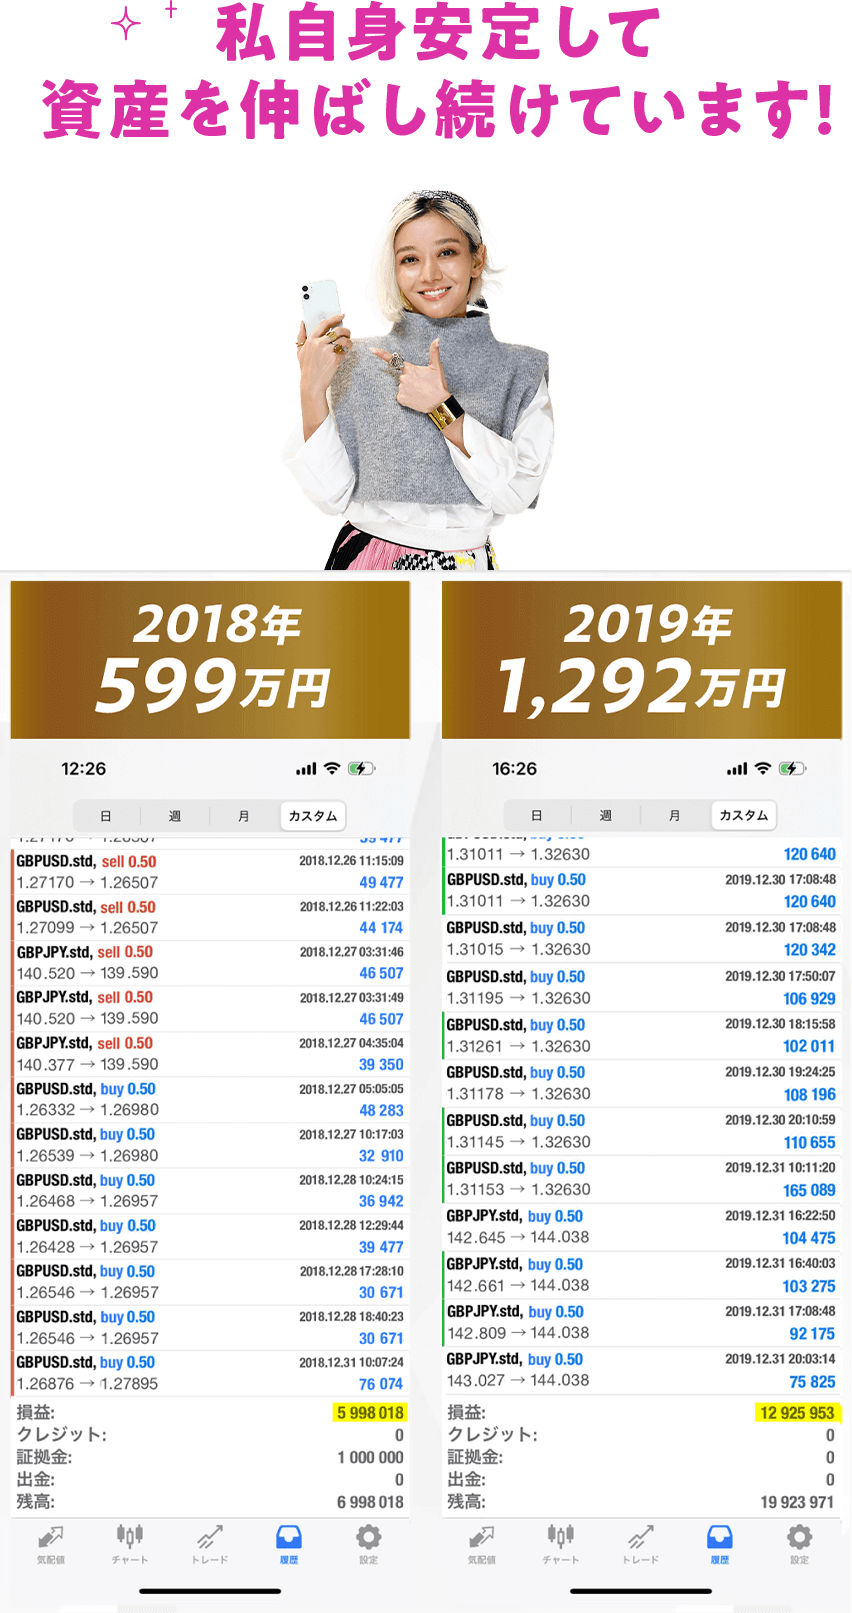 私自身安定して
資産を伸ばし続けています!
2018年
599万円
12:26
日 週 月 カスタム
GBPUSD.std, sell 0.50 2018.12.26 11:15:09
1.27170 → 1.26507 49 477
GBPUSD.std, sell 0.50 2018.12.26 11:22:03
1.27099 → 1.26507 44 174
GBPJPY.std, sell 0.50 2018.12.27 03:31:46
140.520 → 139.590 46 507
GBPJPY.std, sell 0.50 2018.12.27 03:31:49
140.520 → 139.590 46 507
GBPJPY.std, sell 0.50 2018.12.27 04:35:04
140.377 → 139.590 39 350
GBPUSD.std, buy 0.50 2018.12.27 05:05:05
1.26332 → 1.26980 48 283
GBPUSD.std, buy 0.50 2018.12.27 10:17:03
1.26539 → 1.26980 32 910
GBPUSD.std, buy 0.50 2018.12.28 10:24:15
1.26468 → 1.26957 36 942
GBPUSD.std, buy 0.50 2018.12.28 12:29:44
1.26428 → 1.26957 39 477
GBPUSD.std, buy 0.50 2018.12.28 17:28:10
1.26546 → 1.26957 30 671
GBPUSD.std, buy 0.50 2018.12.28 18:40:23
1.26546 → 1.26957 30 671
GBPUSD.std, buy 0.50 2018.12.31 10:07:24
1.26876 → 1.27895 76 074
損益: 5 998 018
クレジット: 0
証拠金: 1 000 000
出金: 0
残高: 6 998 018
気配値 チャート トレード 履歴 設定
2019年
1,292万円
16:26
日 週 月 カスタム
1.31011 → 1.32630 120 640
GBPUSD.std, buy 0.50 2019.12.30 17:08:48
1.31011 → 1.32630 120 640
GBPUSD.std, buy 0.50 2019.12.30 17:08:48
1.31015 → 1.32630 120 342
GBPUSD.std, buy 0.50 2019.12.30 17:50:07
1.31195 → 1.32630 106 929
GBPUSD.std, buy 0.50 2019.12.30 18:15:58
1.31261 → 1.32630 102 011
GBPUSD.std, buy 0.50 2019.12.30 19:24:25
1.31178 → 1.32630 108 196
GBPUSD.std, buy 0.50 2019.12.30 20:10:59
1.31145 → 1.32630 110 655
GBPUSD.std, buy 0.50 2019.12.31 10:11:20
1.31153 → 1.32630 165 089
GBPJPY.std, buy 0.50 2019.12.31 16:22:50
142.645 → 144.038 104 475
GBPJPY.std, buy 0.50 2019.12.31 16:40:03
142.661 → 144.038 103 275
GBPJPY.std, buy 0.50 2019.12.31 17:08:48
142.809 → 144.038 92 175
GBPJPY.std, buy 0.50 2019.12.31 20:03:14
143.027 → 144.038 75 825
損益: 12 925 953
クレジット: 0
証拠金: 0
出金: 0
残高: 19 923 971
気配値 チャート トレード 履歴 設定